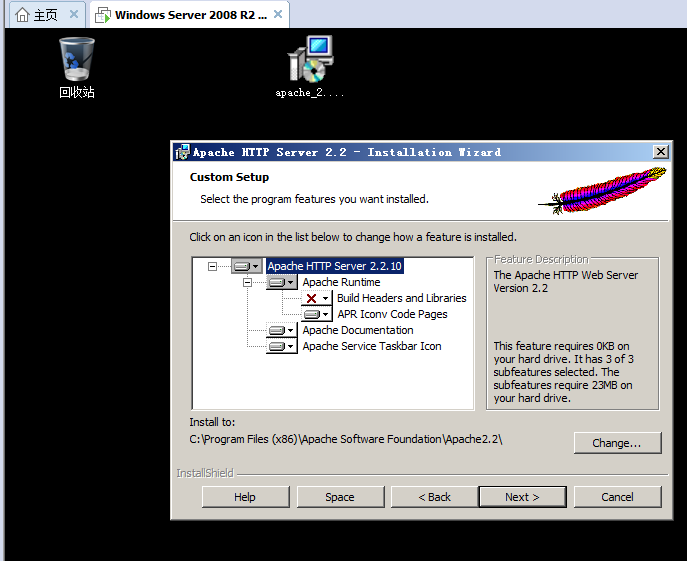 主页
Windows Server 2008 R2 ...
回收站
apache_2....
Apache HTTP Server 2.2 - Installation Wizard
Custom Setup
Select the program features you want installed.
Click on an icon in the list below to change how a feature is installed.
Apache HTTP Server 2.2.10
Apache Runtime
Build Headers and Libraries
APR Iconv Code Pages
Apache Documentation
Apache Service Taskbar Icon
Feature Description
The Apache HTTP Web Server
Version 2.2
This feature requires 0KB on
your hard drive. It has 3 of 3
subfeatures selected. The
subfeatures require 23MB on
your hard drive.
Install to:
C:\Program Files (x86)\Apache Software Foundation\Apache2.2\
Change...
InstallShield
Help
Space
< Back
Next >
Cancel